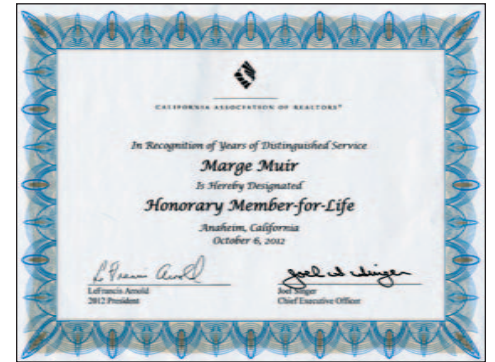 CALIFORNIA ASSOCIATION OF REALTORS®
In Recognition of Years of Distinguished Service
Marge Muir
Is Hereby Designated
Honorary Member-for-Life
Anaheim, California
October 6, 2012
LeFrancis Arnold
2012 President
Joel Singer
Chief Executive Officer